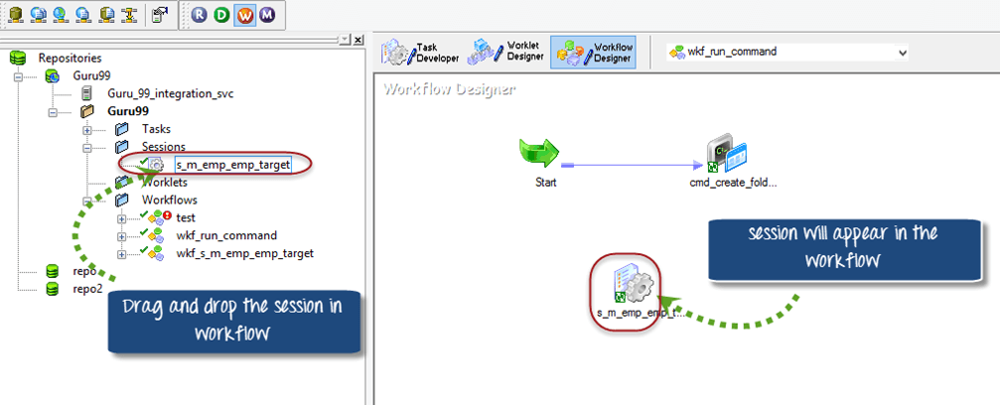 R D W M
Repositories
Guru99
Guru_99_integration_svc
Guru99
Tasks
Sessions
s_m_emp_emp_target
Worklets
Workflows
test
wkf_run_command
wkf_s_m_emp_emp_target
repo
repo2
Drag and drop the session in
workflow
Task
Developer
Worklet
Designer
Workflow
Designer
wkf_run_command
Workflow Designer
Start
cmd_create_fold...
session will appear in the
workflow
s_m_emp_emp_t...